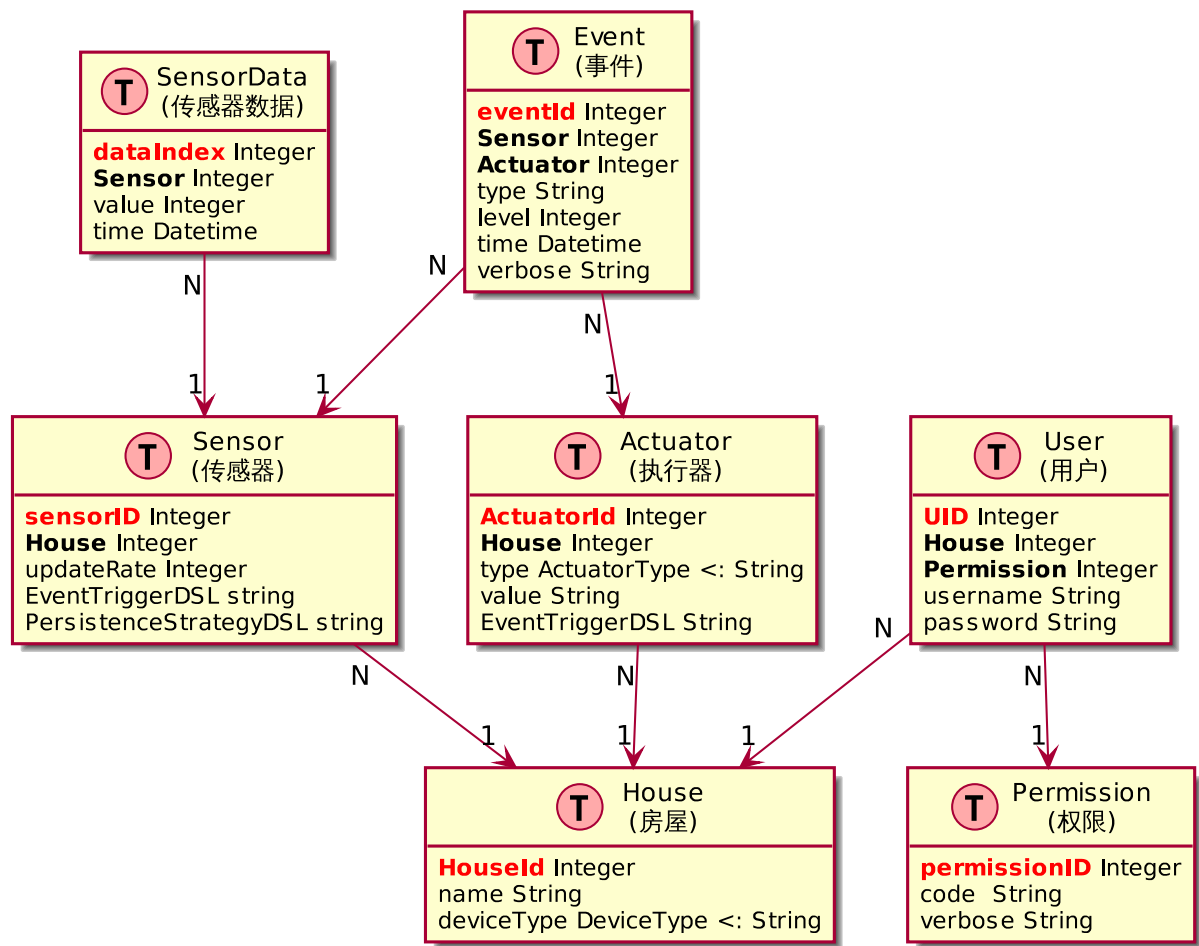 T
SensorData
(传感器数据)
dataIndex Integer
Sensor Integer
value Integer
time Datetime
T
Event
(事件)
eventId Integer
Sensor Integer
Actuator Integer
type String
level Integer
time Datetime
verbose String
N
1
N
1
N
1
T
Sensor
(传感器)
sensorID Integer
House Integer
updateRate Integer
EventTriggerDSL string
PersistenceStrategyDSL string
T
Actuator
(执行器)
ActuatorId Integer
House Integer
type ActuatorType <: String
value String
EventTriggerDSL String
T
User
(用户)
UID Integer
House Integer
Permission Integer
username String
password String
N
1
N
1
N
1
N
1
T
House
(房屋)
HouseId Integer
name String
deviceType DeviceType <: String
T
Permission
(权限)
permissionID Integer
code  String
verbose String